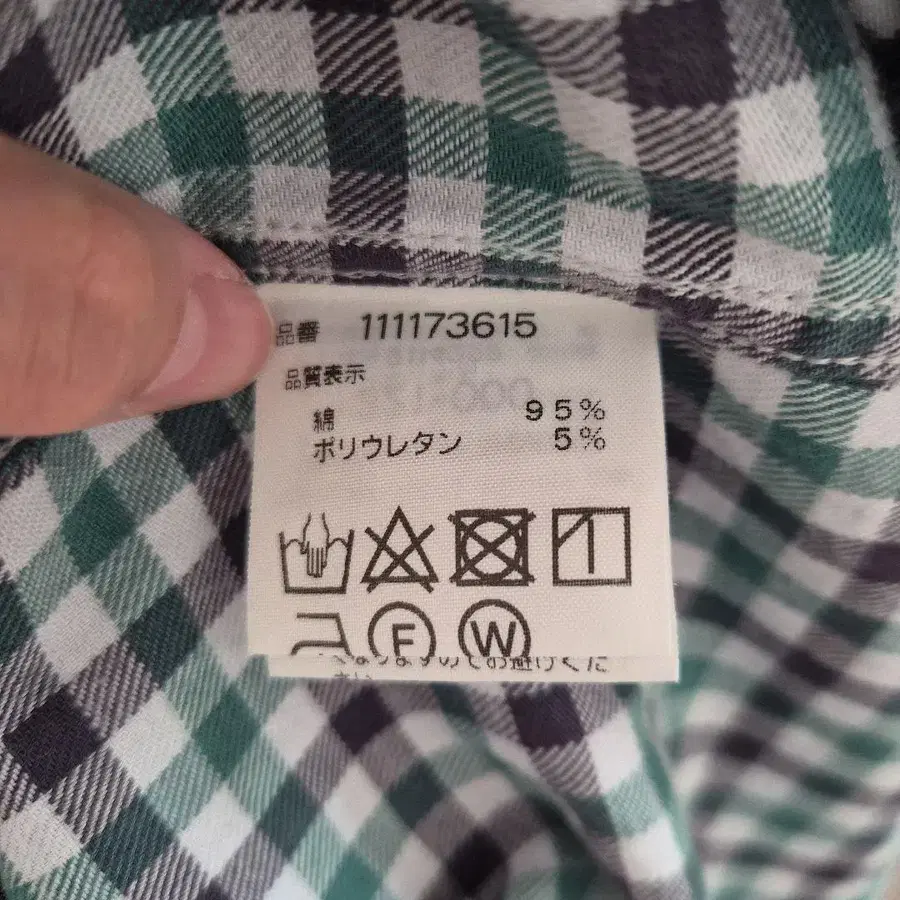 品番 111173615
品質表示
綿 95%
ポリウレタン 5%
F W